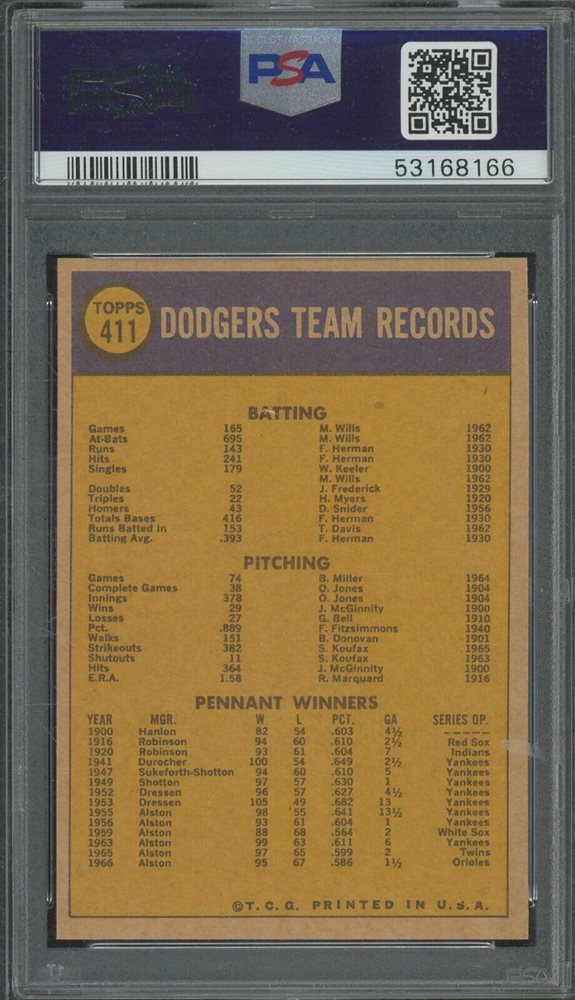 PSA
53168166
TOPPS
411
DODGERS TEAM RECORDS
BATTING
Games 165 M. Wills 1962
At-Bats 695 M. Wills 1962
Runs 143 F. Herman 1930
Hits 241 F. Herman 1930
Singles 179 W. Keeler 1900
M. Wills 1962
Doubles 52 J. Frederick 1929
Triples 22 H. Myers 1920
Homers 43 D. Snider 1956
Totals Bases 416 F. Herman 1930
Runs Batted in 153 T. Davis 1962
Batting Avg. .393 F. Herman 1930
PITCHING
Games 74 B. Miller 1964
Complete Games 38 O. Jones 1904
Innings 378 O. Jones 1904
Wins 29 J. McGinnity 1900
Losses 27 G. Bell 1910
Pct. .889 F. Fitzsimmons 1940
Walks 151 B. Donovan 1901
Strikeouts 382 S. Koufax 1965
Shutouts 11 S. Koufax 1963
Hits 364 J. McGinnity 1900
E.R.A. 1.58 R. Marquard 1916
PENNANT WINNERS
YEAR MGR. W L PCT. GA SERIES OP.
1900 Hanlon 82 54 .603 4½ -----
1916 Robinson 94 60 .610 2½ Red Sox
1920 Robinson 93 61 .604 7 Indians
1941 Durocher 100 54 .649 2½ Yankees
1947 Sukeforth-Shotton 94 60 .610 5 Yankees
1949 Shotton 97 57 .630 1 Yankees
1952 Dressen 96 57 .627 4½ Yankees
1953 Dressen 105 49 .682 13 Yankees
1955 Alston 98 55 .641 13½ Yankees
1956 Alston 93 61 .604 1 Yankees
1959 Alston 88 68 .564 2 White Sox
1963 Alston 99 63 .611 6 Yankees
1965 Alston 97 65 .599 2 Twins
1966 Alston 95 67 .586 1½ Orioles
©T.C.G. PRINTED IN U.S.A.
PSA